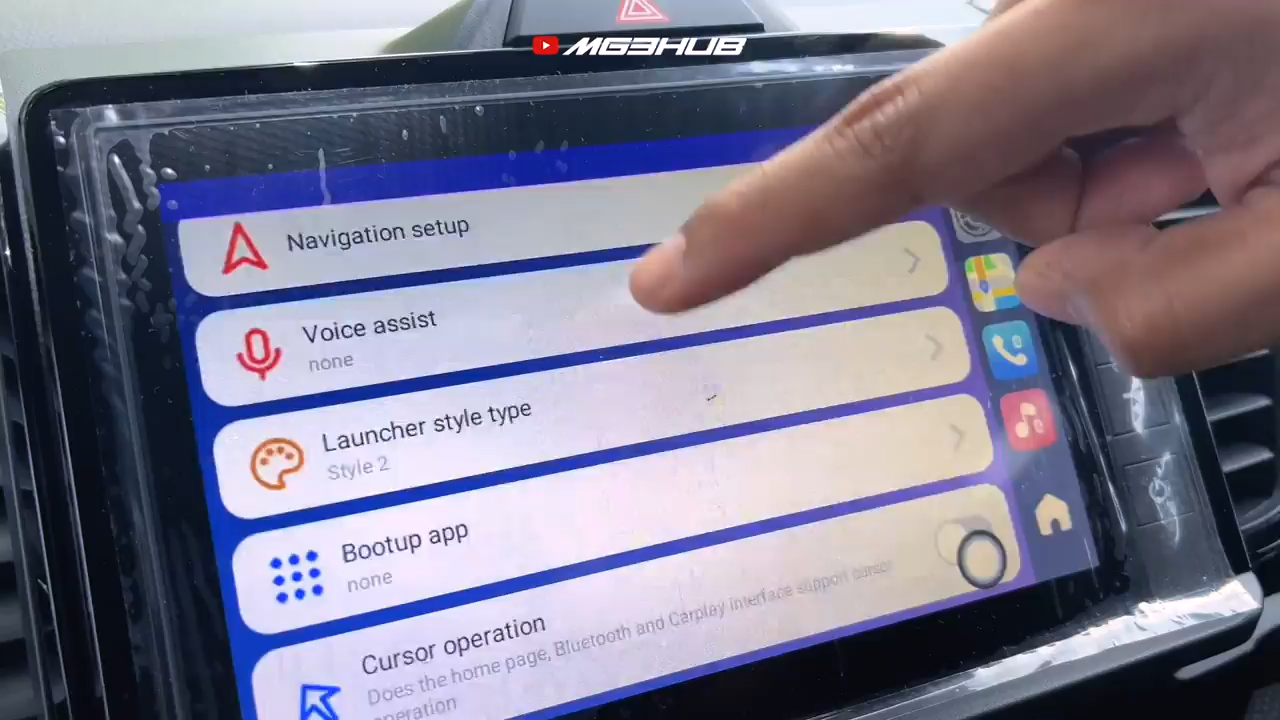 MG3HUB
Navigation setup
Voice assist
none
Launcher style type
Style 2
Bootup app
none
Cursor operation
Does the home page, Bluetooth and Carplay interface support cursor
operation